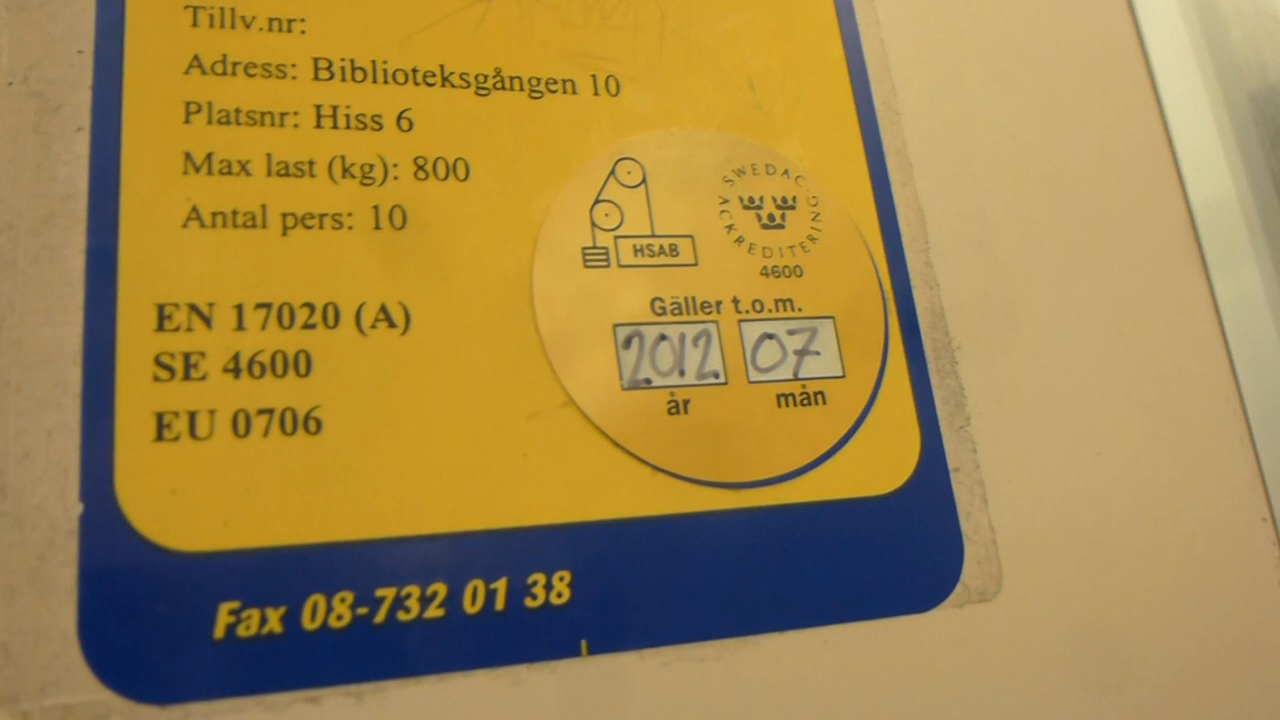 Tillv.nr:
Adress: Biblioteksgången 10
Platsnr: Hiss 6
Max last (kg): 800
Antal pers: 10
EN 17020 (A)
SE 4600
EU 0706
HSAB
SWEDAC
ACKREDITERING
4600
Gäller t.o.m.
2012 07
år mån
Fax 08-732 01 38